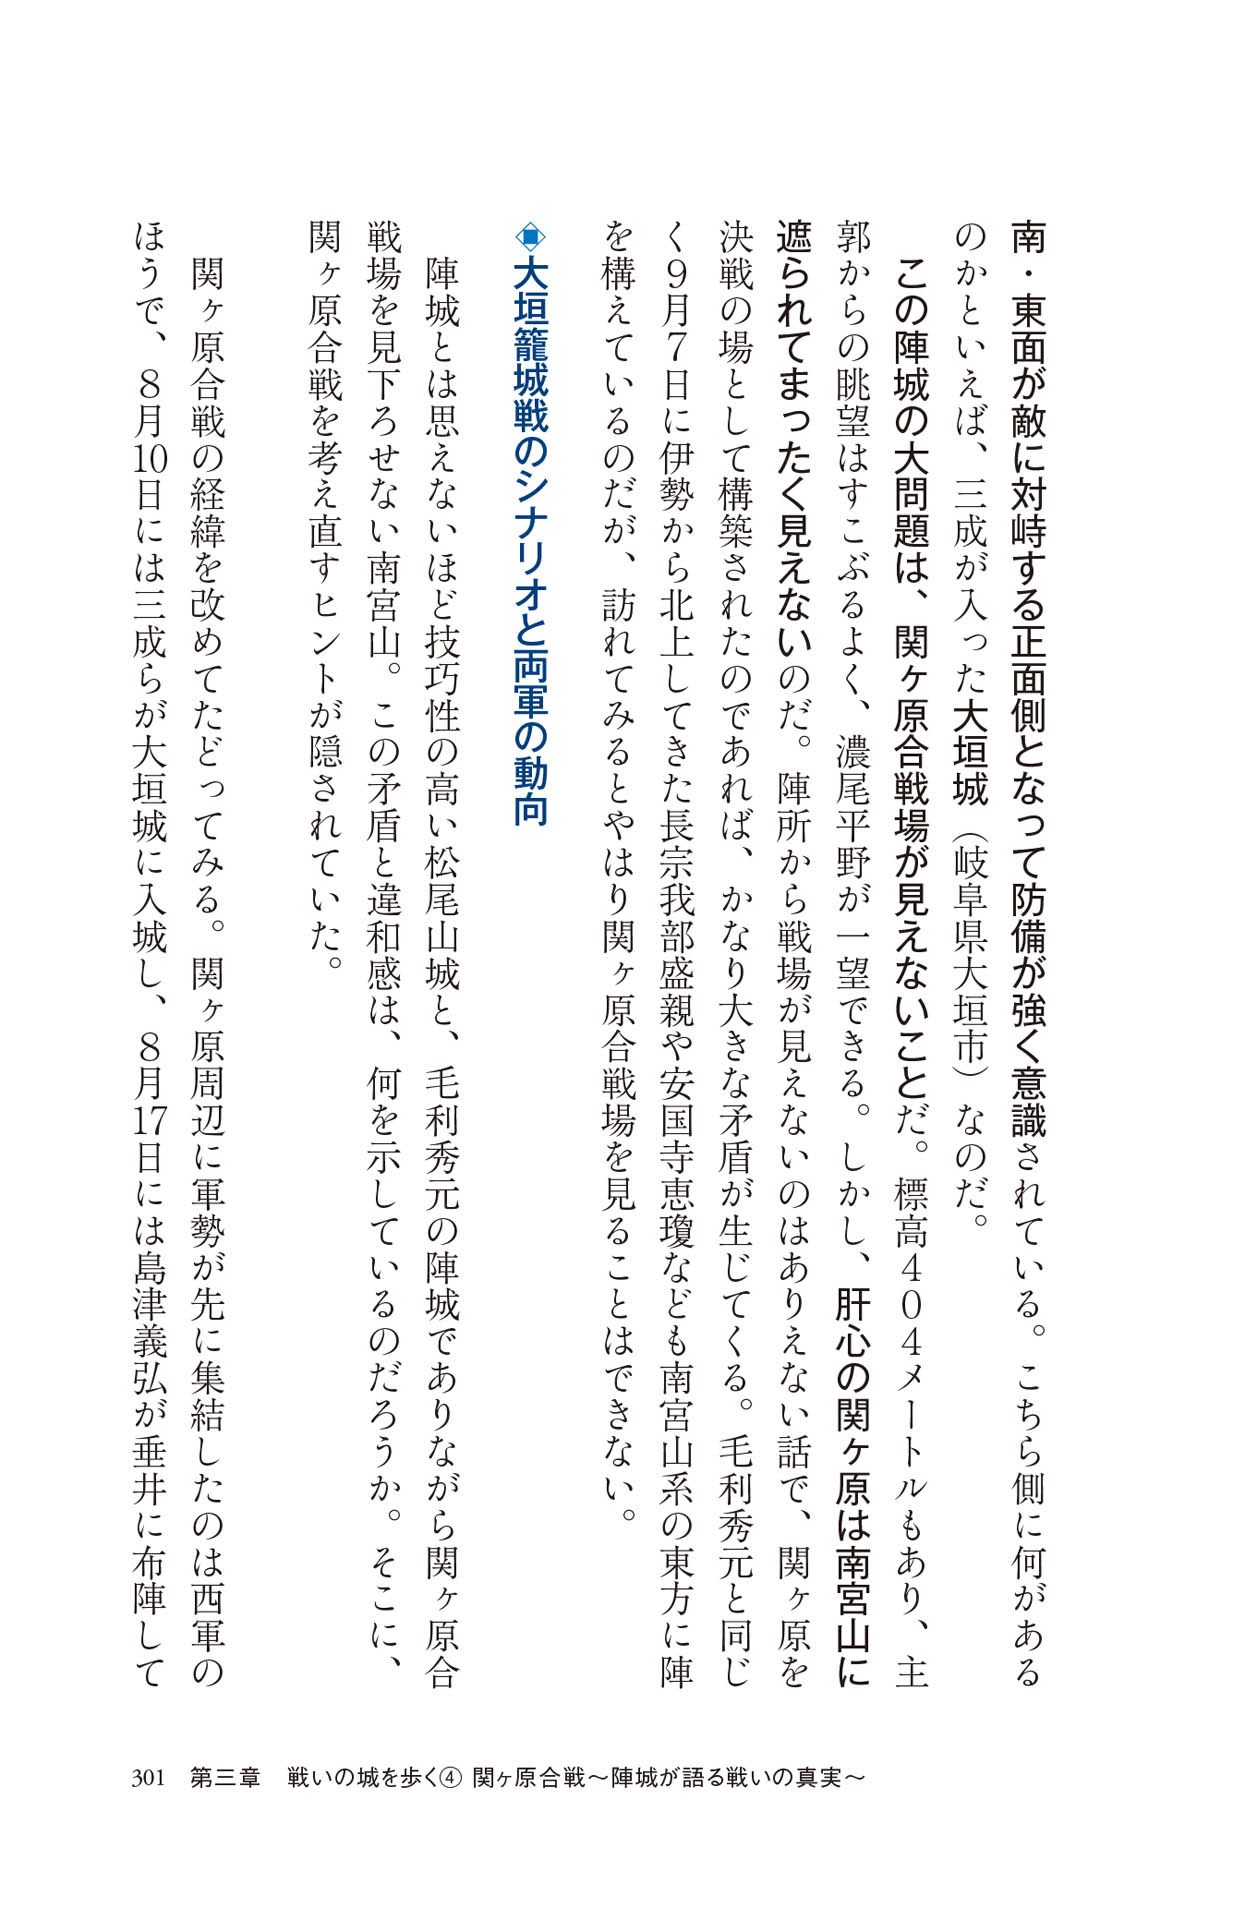 南・東面が敵に対峙する正面側となって防備が強く意識されている。こちら側に何がある
のかといえば、三成が入った大垣城（岐阜県大垣市）なのだ。
この陣城の大問題は、関ヶ原合戦場が見えないことだ。標高４０４メートルもあり、主
郭からの眺望はすこぶるよく、濃尾平野が一望できる。しかし、肝心の関ヶ原は南宮山に
遮られてまったく見えないのだ。陣所から戦場が見えないのはありえない話で、関ヶ原を
決戦の場として構築されたのであれば、かなり大きな矛盾が生じてくる。毛利秀元と同じ
く９月７日に伊勢から北上してきた長宗我部盛親や安国寺恵瓊なども南宮山系の東方に陣
を構えているのだが、訪れてみるとやはり関ヶ原合戦場を見ることはできない。
◈大垣籠城戦のシナリオと両軍の動向
陣城とは思えないほど技巧性の高い松尾山城と、毛利秀元の陣城でありながら関ヶ原合
戦場を見下ろせない南宮山。この矛盾と違和感は、何を示しているのだろうか。そこに、
関ヶ原合戦を考え直すヒントが隠されていた。
関ヶ原合戦の経緯を改めてたどってみる。関ヶ原周辺に軍勢が先に集結したのは西軍の
ほうで、８月10日には三成らが大垣城に入城し、８月17日には島津義弘が垂井に布陣して
301 第三章　戦いの城を歩く④ 関ヶ原合戦〜陣城が語る戦いの真実〜